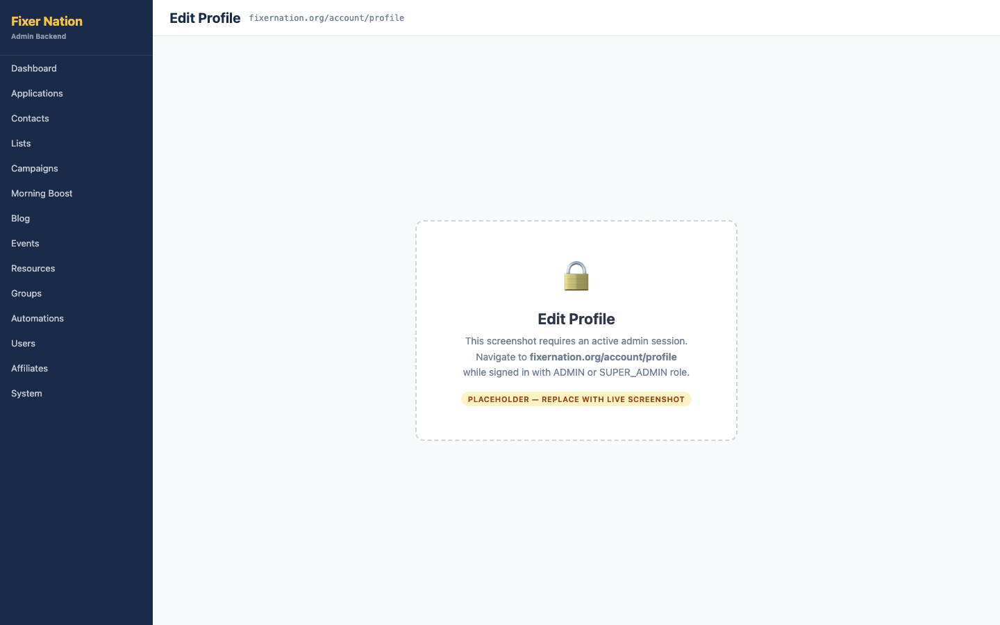 Fixer Nation
Admin Backend
Dashboard
Applications
Contacts
Lists
Campaigns
Morning Boost
Blog
Events
Resources
Groups
Automations
Users
Affiliates
System
Edit Profile fixernation.org/account/profile
Edit Profile
This screenshot requires an active admin session.
Navigate to fixernation.org/account/profile
while signed in with ADMIN or SUPER_ADMIN role.
PLACEHOLDER — REPLACE WITH LIVE SCREENSHOT